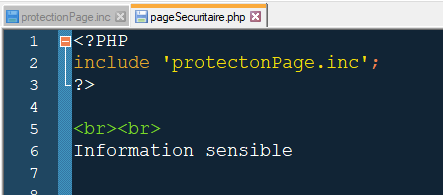 protectionPage.inc pageSecuritaire.php
1 <?PHP
2 include 'protectonPage.inc';
3 ?>
4
5 <br><br>
6 Information sensible
7
8